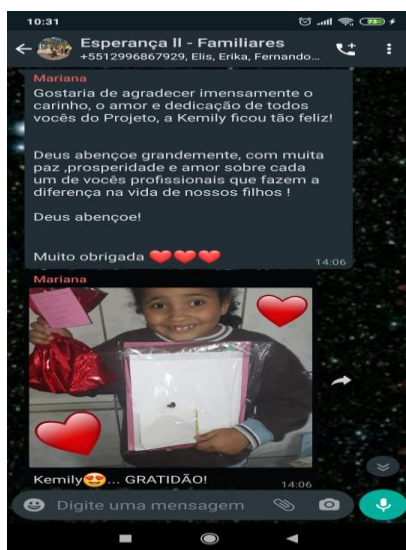 10:31
78
Esperança II - Familiares
+5512996867929, Elis, Erika, Fernando...
Mariana
Gostaria de agradecer imensamente o
carinho, o amor e dedicação de todos
vocês do Projeto, a Kemily ficou tão feliz!
Deus abençoe grandemente, com muita
paz ,prosperidade e amor sobre cada
um de vocês profissionais que fazem a
diferença na vida de nossos filhos !
Deus abençoe!
Muito obrigada ❤❤❤
14:06
Mariana
Kemily😍... GRATIDÃO!
14:06
Digite uma mensagem